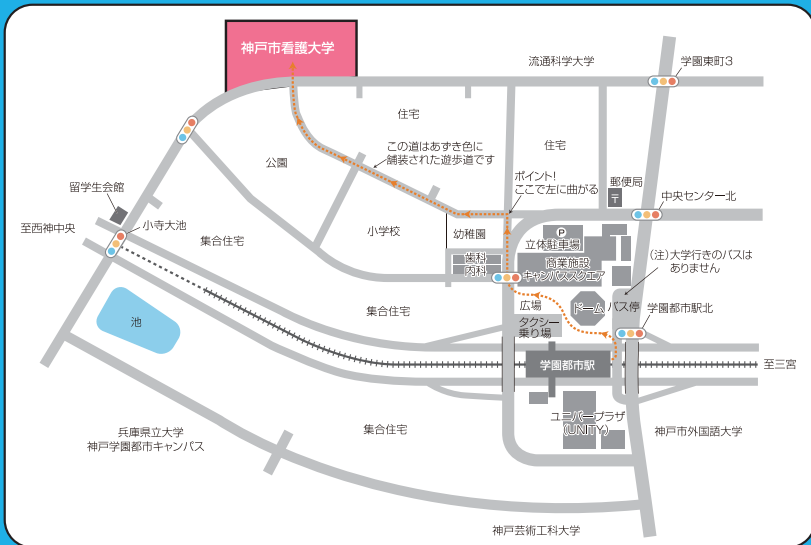 神戸市看護大学
流通科学大学
学園東町3
住宅
この道はあずき色に
舗装された遊歩道です
住宅
公園
ポイント!
ここで左に曲がる
郵便局
〒
中央センター北
留学生会館
至西神中央
小寺大池
集合住宅
小学校
幼稚園
P
立体駐車場
歯科
内科
商業施設
キャンパススクエア
(注)大学行きのバスは
ありません
集合住宅
広場
ドーム
バス停
学園都市駅北
池
タクシー
乗り場
学園都市駅
至三宮
兵庫県立大学
神戸学園都市キャンパス
集合住宅
ユニバープラザ
(UNITY)
神戸市外国語大学
神戸芸術工科大学